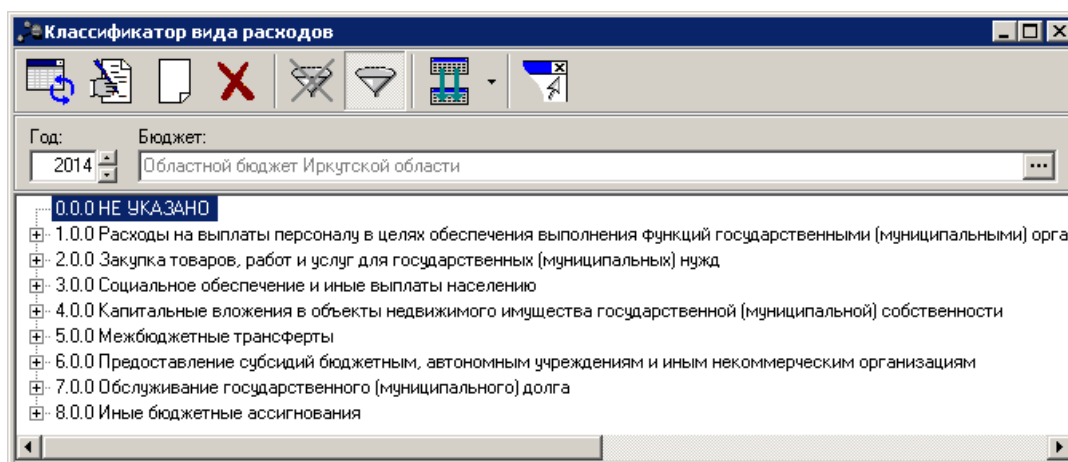 Классификатор вида расходов
Год:
Бюджет:
2014
Областной бюджет Иркутской области
...
0.0.0 НЕ УКАЗАНО
1.0.0 Расходы на выплаты персоналу в целях обеспечения выполнения функций государственными (муниципальными) орга
2.0.0 Закупка товаров, работ и услуг для государственных (муниципальных) нужд
3.0.0 Социальное обеспечение и иные выплаты населению
4.0.0 Капитальные вложения в объекты недвижимого имущества государственной (муниципальной) собственности
5.0.0 Межбюджетные трансферты
6.0.0 Предоставление субсидий бюджетным, автономным учреждениям и иным некоммерческим организациям
7.0.0 Обслуживание государственного (муниципального) долга
8.0.0 Иные бюджетные ассигнования